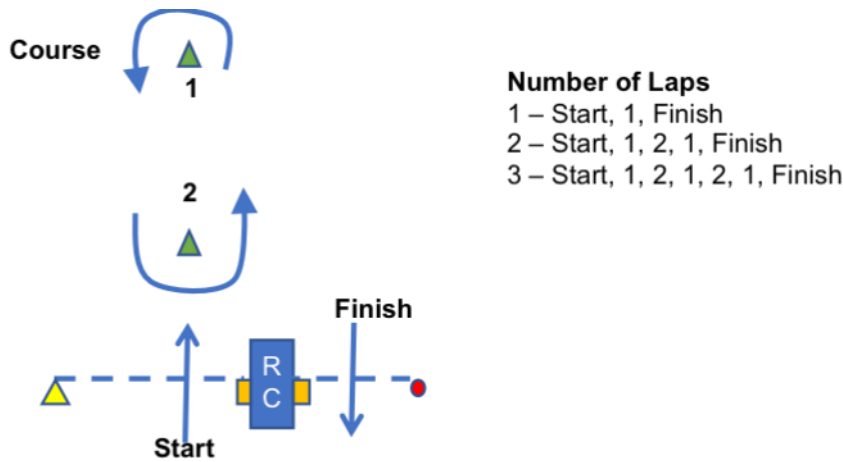 Course
1
Number of Laps
1 – Start, 1, Finish
2 – Start, 1, 2, 1, Finish
3 – Start, 1, 2, 1, 2, 1, Finish
2
Finish
R
C
Start